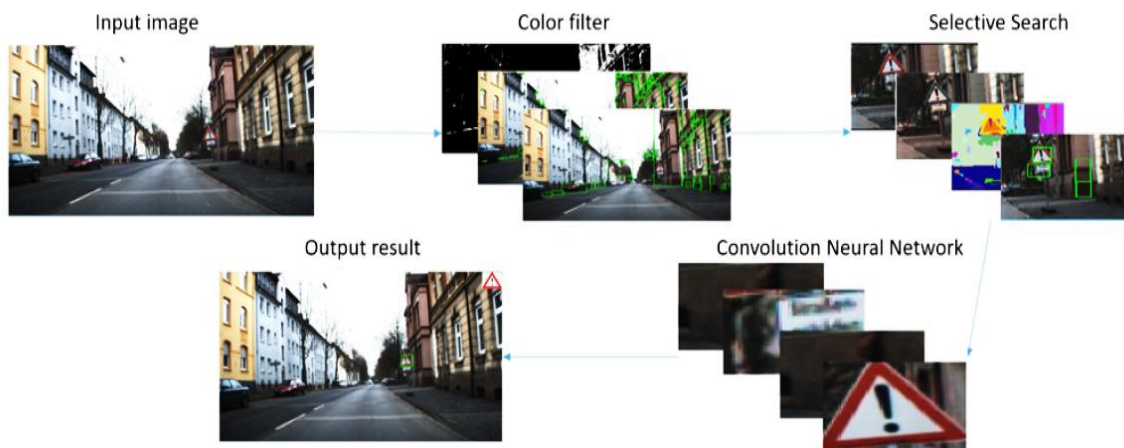 Input image
Color filter
Selective Search
Output result
Convolution Neural Network